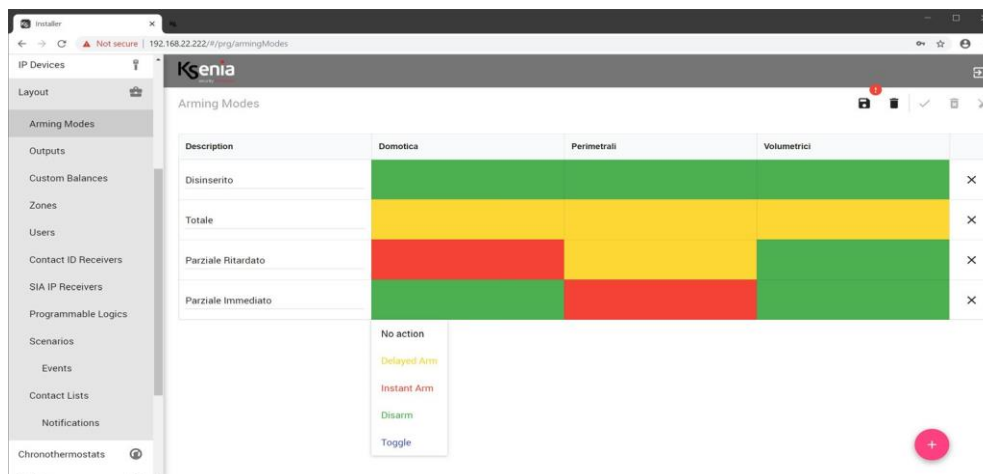 Installer
Not secure | 192.168.22.222/#/prg/armingModes
IP Devices
Layout
Arming Modes
Outputs
Custom Balances
Zones
Users
Contact ID Receivers
SIA IP Receivers
Programmable Logics
Scenarios
Events
Contact Lists
Notifications
Chronothermostats
Ksenia
Arming Modes
!
Description Domotica Perimetrali Volumetrici
Disinserito
Totale
Parziale Ritardato
Parziale Immediato
No action
Delayed Arm
Instant Arm
Disarm
Toggle